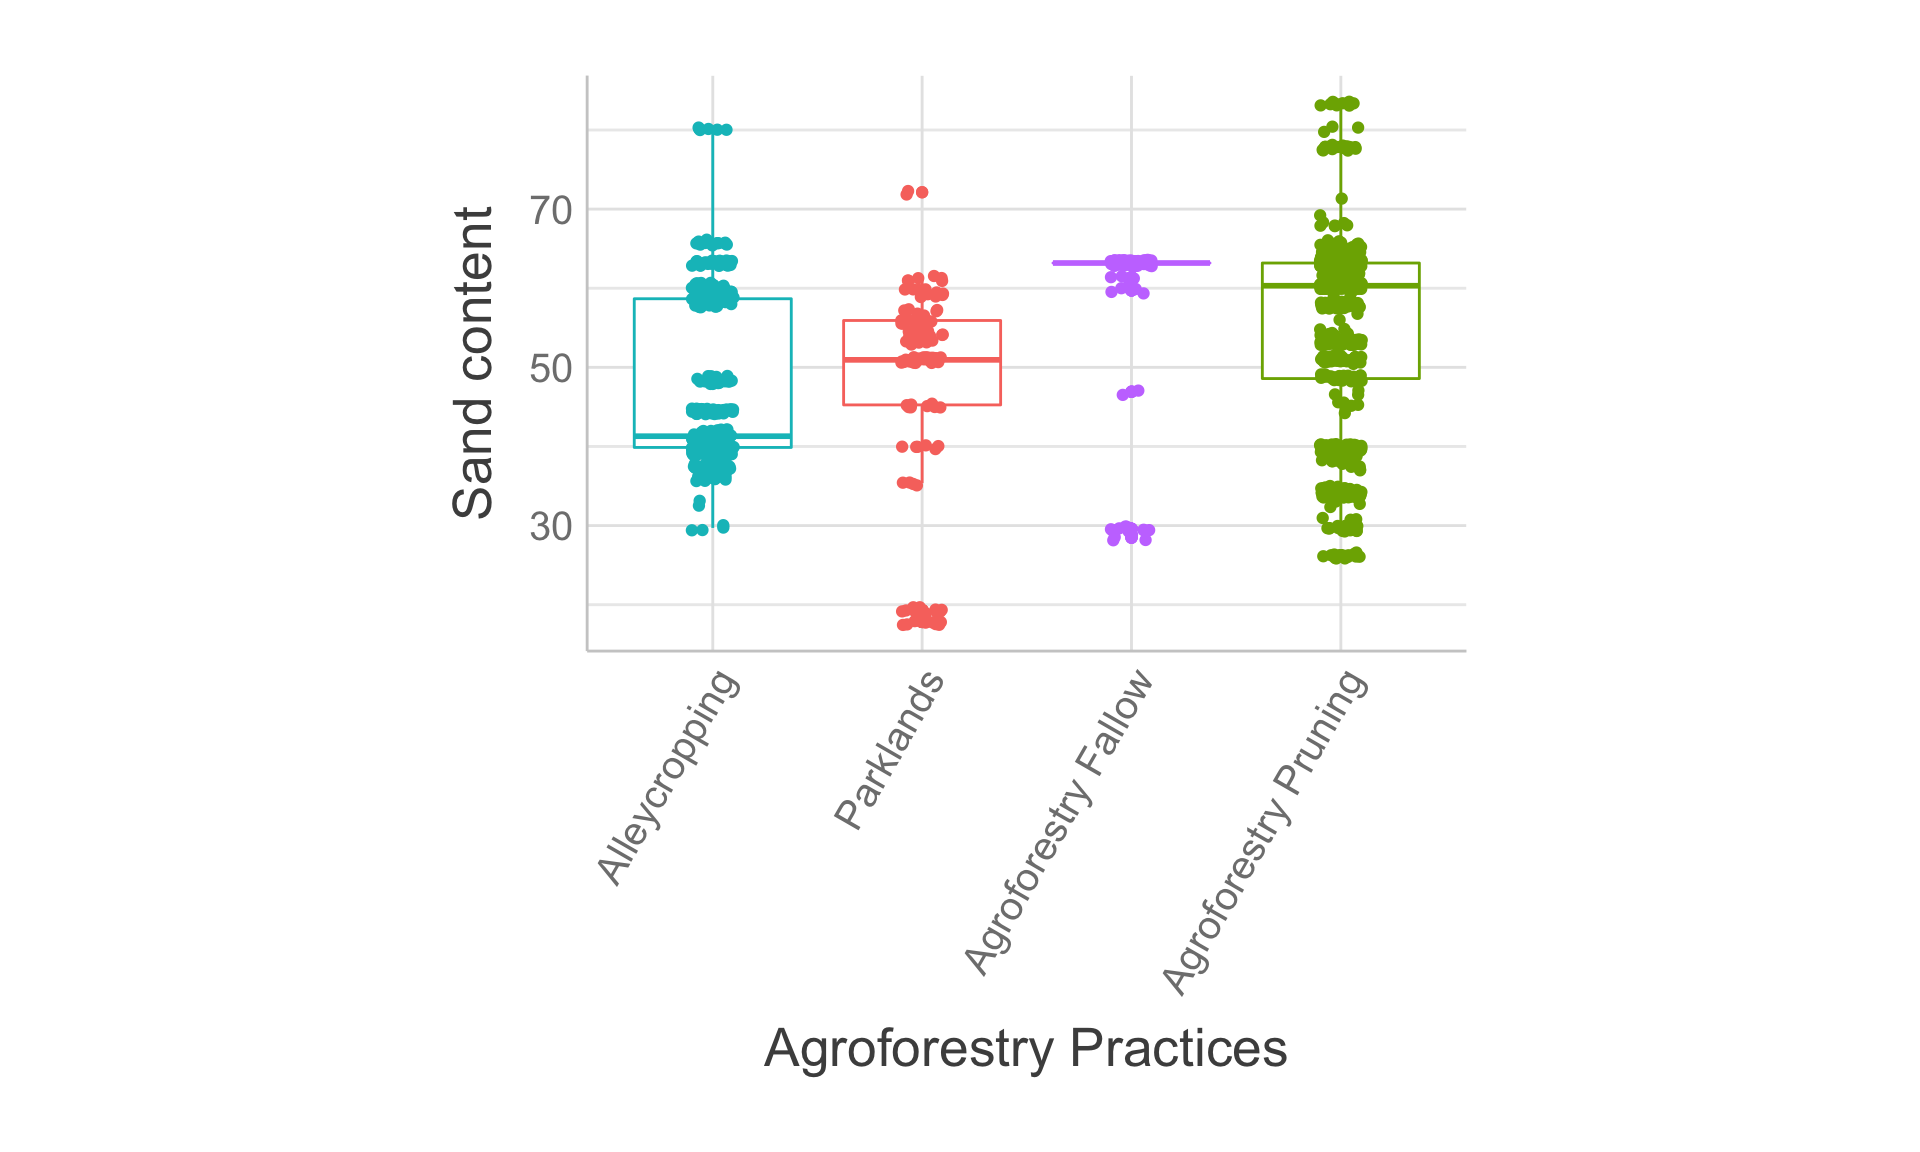 Sand content
70
50
30
Alleycropping
Parklands
Agroforestry Fallow
Agroforestry Pruning
Agroforestry Practices